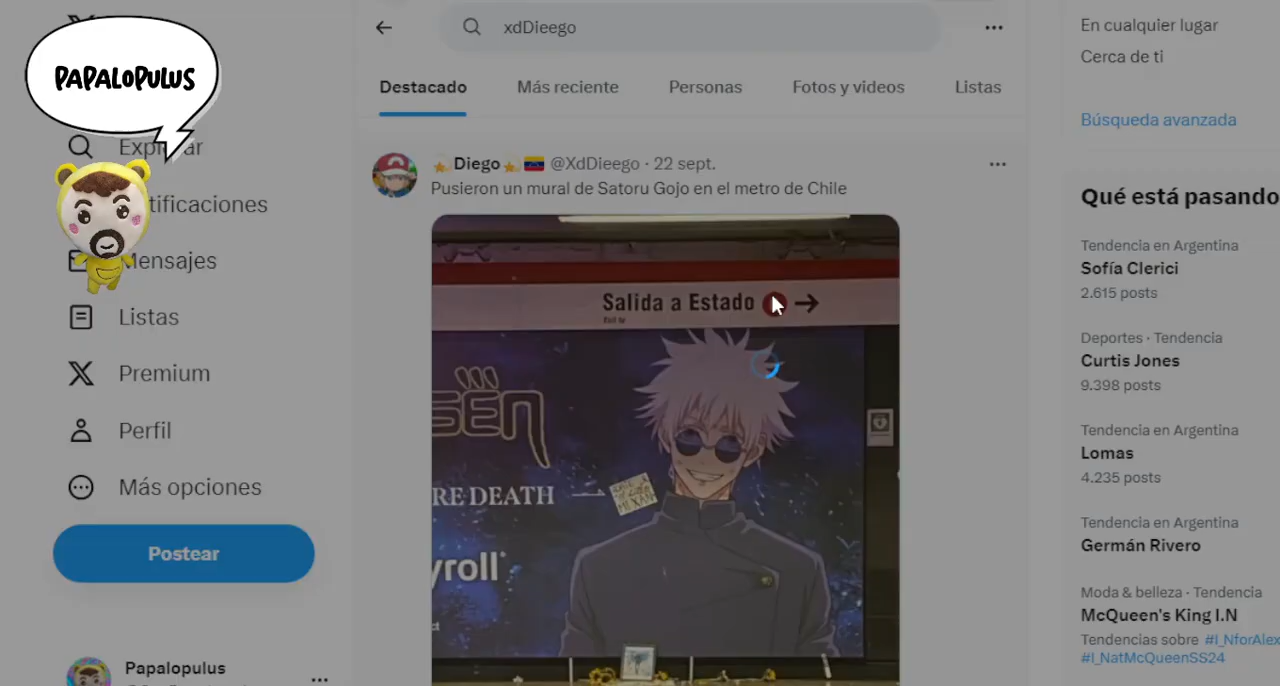 PAPALOPULUS
Explorar
Notificaciones
Mensajes
Listas
Premium
Perfil
Más opciones
Postear
Papalopulus
xdDieego
Destacado
Más reciente
Personas
Fotos y videos
Listas
Diego @XdDieego · 22 sept.
Pusieron un mural de Satoru Gojo en el metro de Chile
Salida a Estado
SEN
RE DEATH
yroll
En cualquier lugar
Cerca de ti
Búsqueda avanzada
Qué está pasando
Tendencia en Argentina
Sofía Clerici
2.615 posts
Deportes · Tendencia
Curtis Jones
9.398 posts
Tendencia en Argentina
Lomas
4.235 posts
Tendencia en Argentina
Germán Rivero
Moda & belleza · Tendencia
McQueen's King I.N
Tendencias sobre #I_NforAlex
#I_NatMcQueenSS24